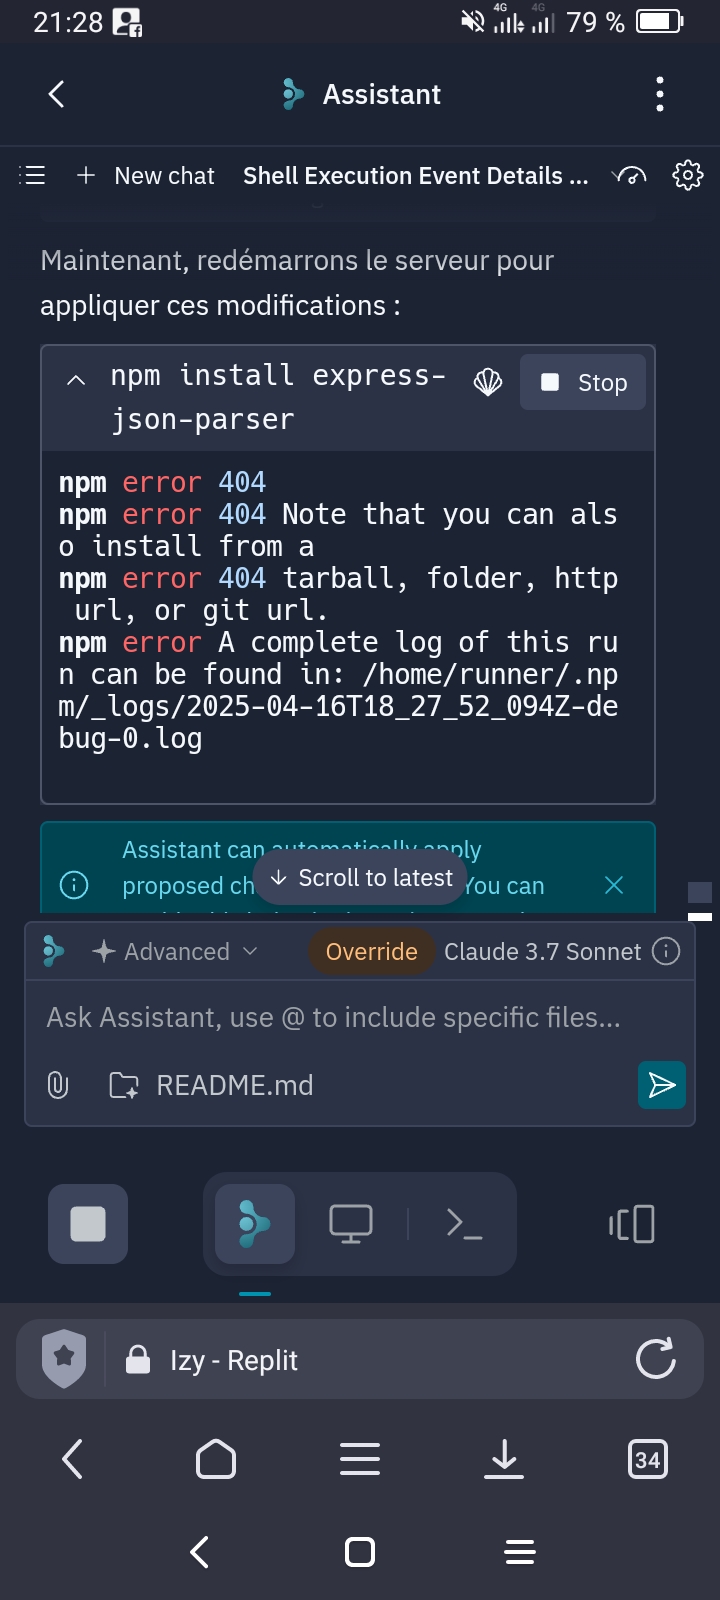 21:28
4G 4G 79 %
Assistant
New chat Shell Execution Event Details ...
Maintenant, redémarrons le serveur pour
appliquer ces modifications :
npm install express-
json-parser
Stop
npm error 404
npm error 404 Note that you can als
o install from a
npm error 404 tarball, folder, http
url, or git url.
npm error A complete log of this ru
n can be found in: /home/runner/.np
m/_logs/2025-04-16T18_27_52_094Z-de
bug-0.log
Assistant can automatically apply
proposed ch You can
Scroll to latest
Advanced Override Claude 3.7 Sonnet
Ask Assistant, use @ to include specific files...
README.md
Izy - Replit
34